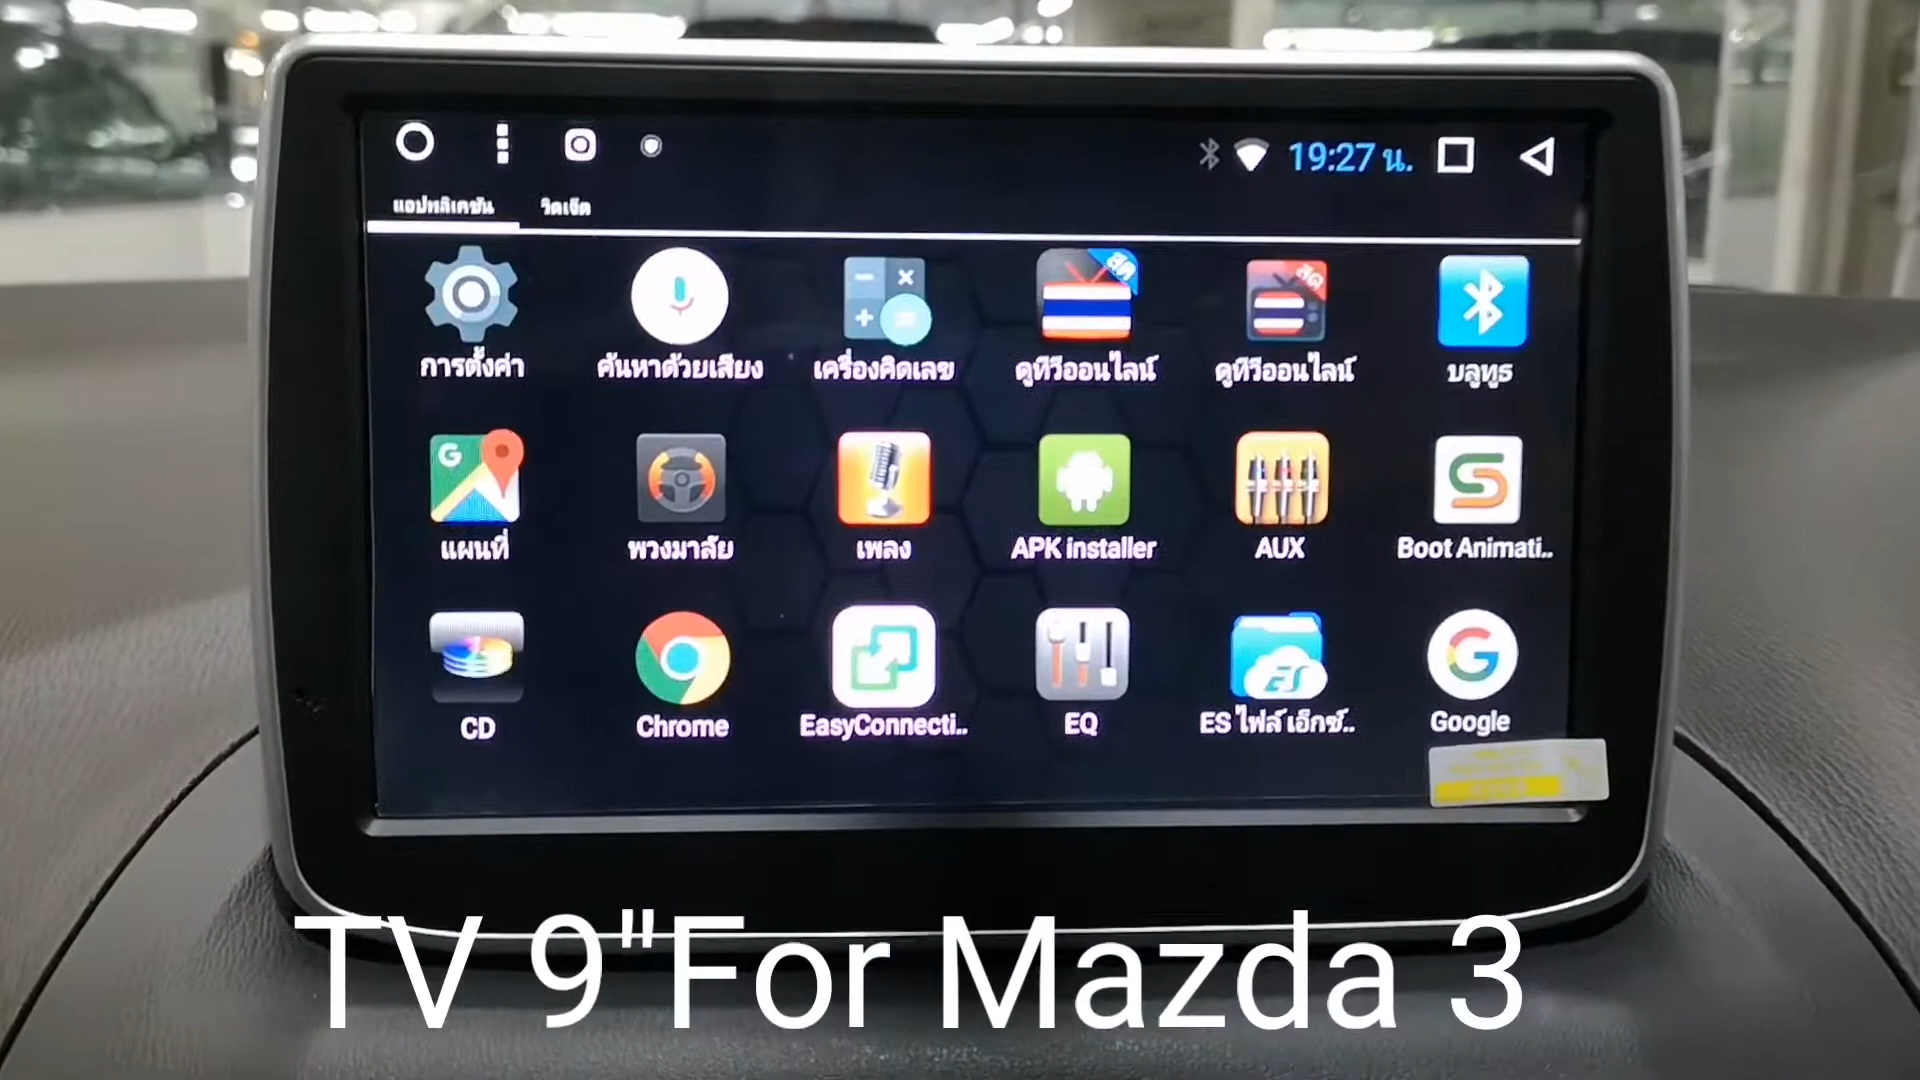 19:27 น.
แอปพลิเคชัน วิดเจ็ต
สด สด
การตั้งค่า ค้นหาด้วยเสียง เครื่องคิดเลข ดูทีวีออนไลน์ ดูทีวีออนไลน์ บลูทูธ
G
แผนที่ พวงมาลัย เพลง APK installer AUX Boot Animati..
ES G
CD Chrome EasyConnecti.. EQ ES ไฟล์ เอ็กซ์.. Google
TV 9"For Mazda 3